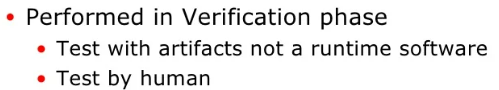 • Performed in Verification phase
• Test with artifacts not a runtime software
• Test by human